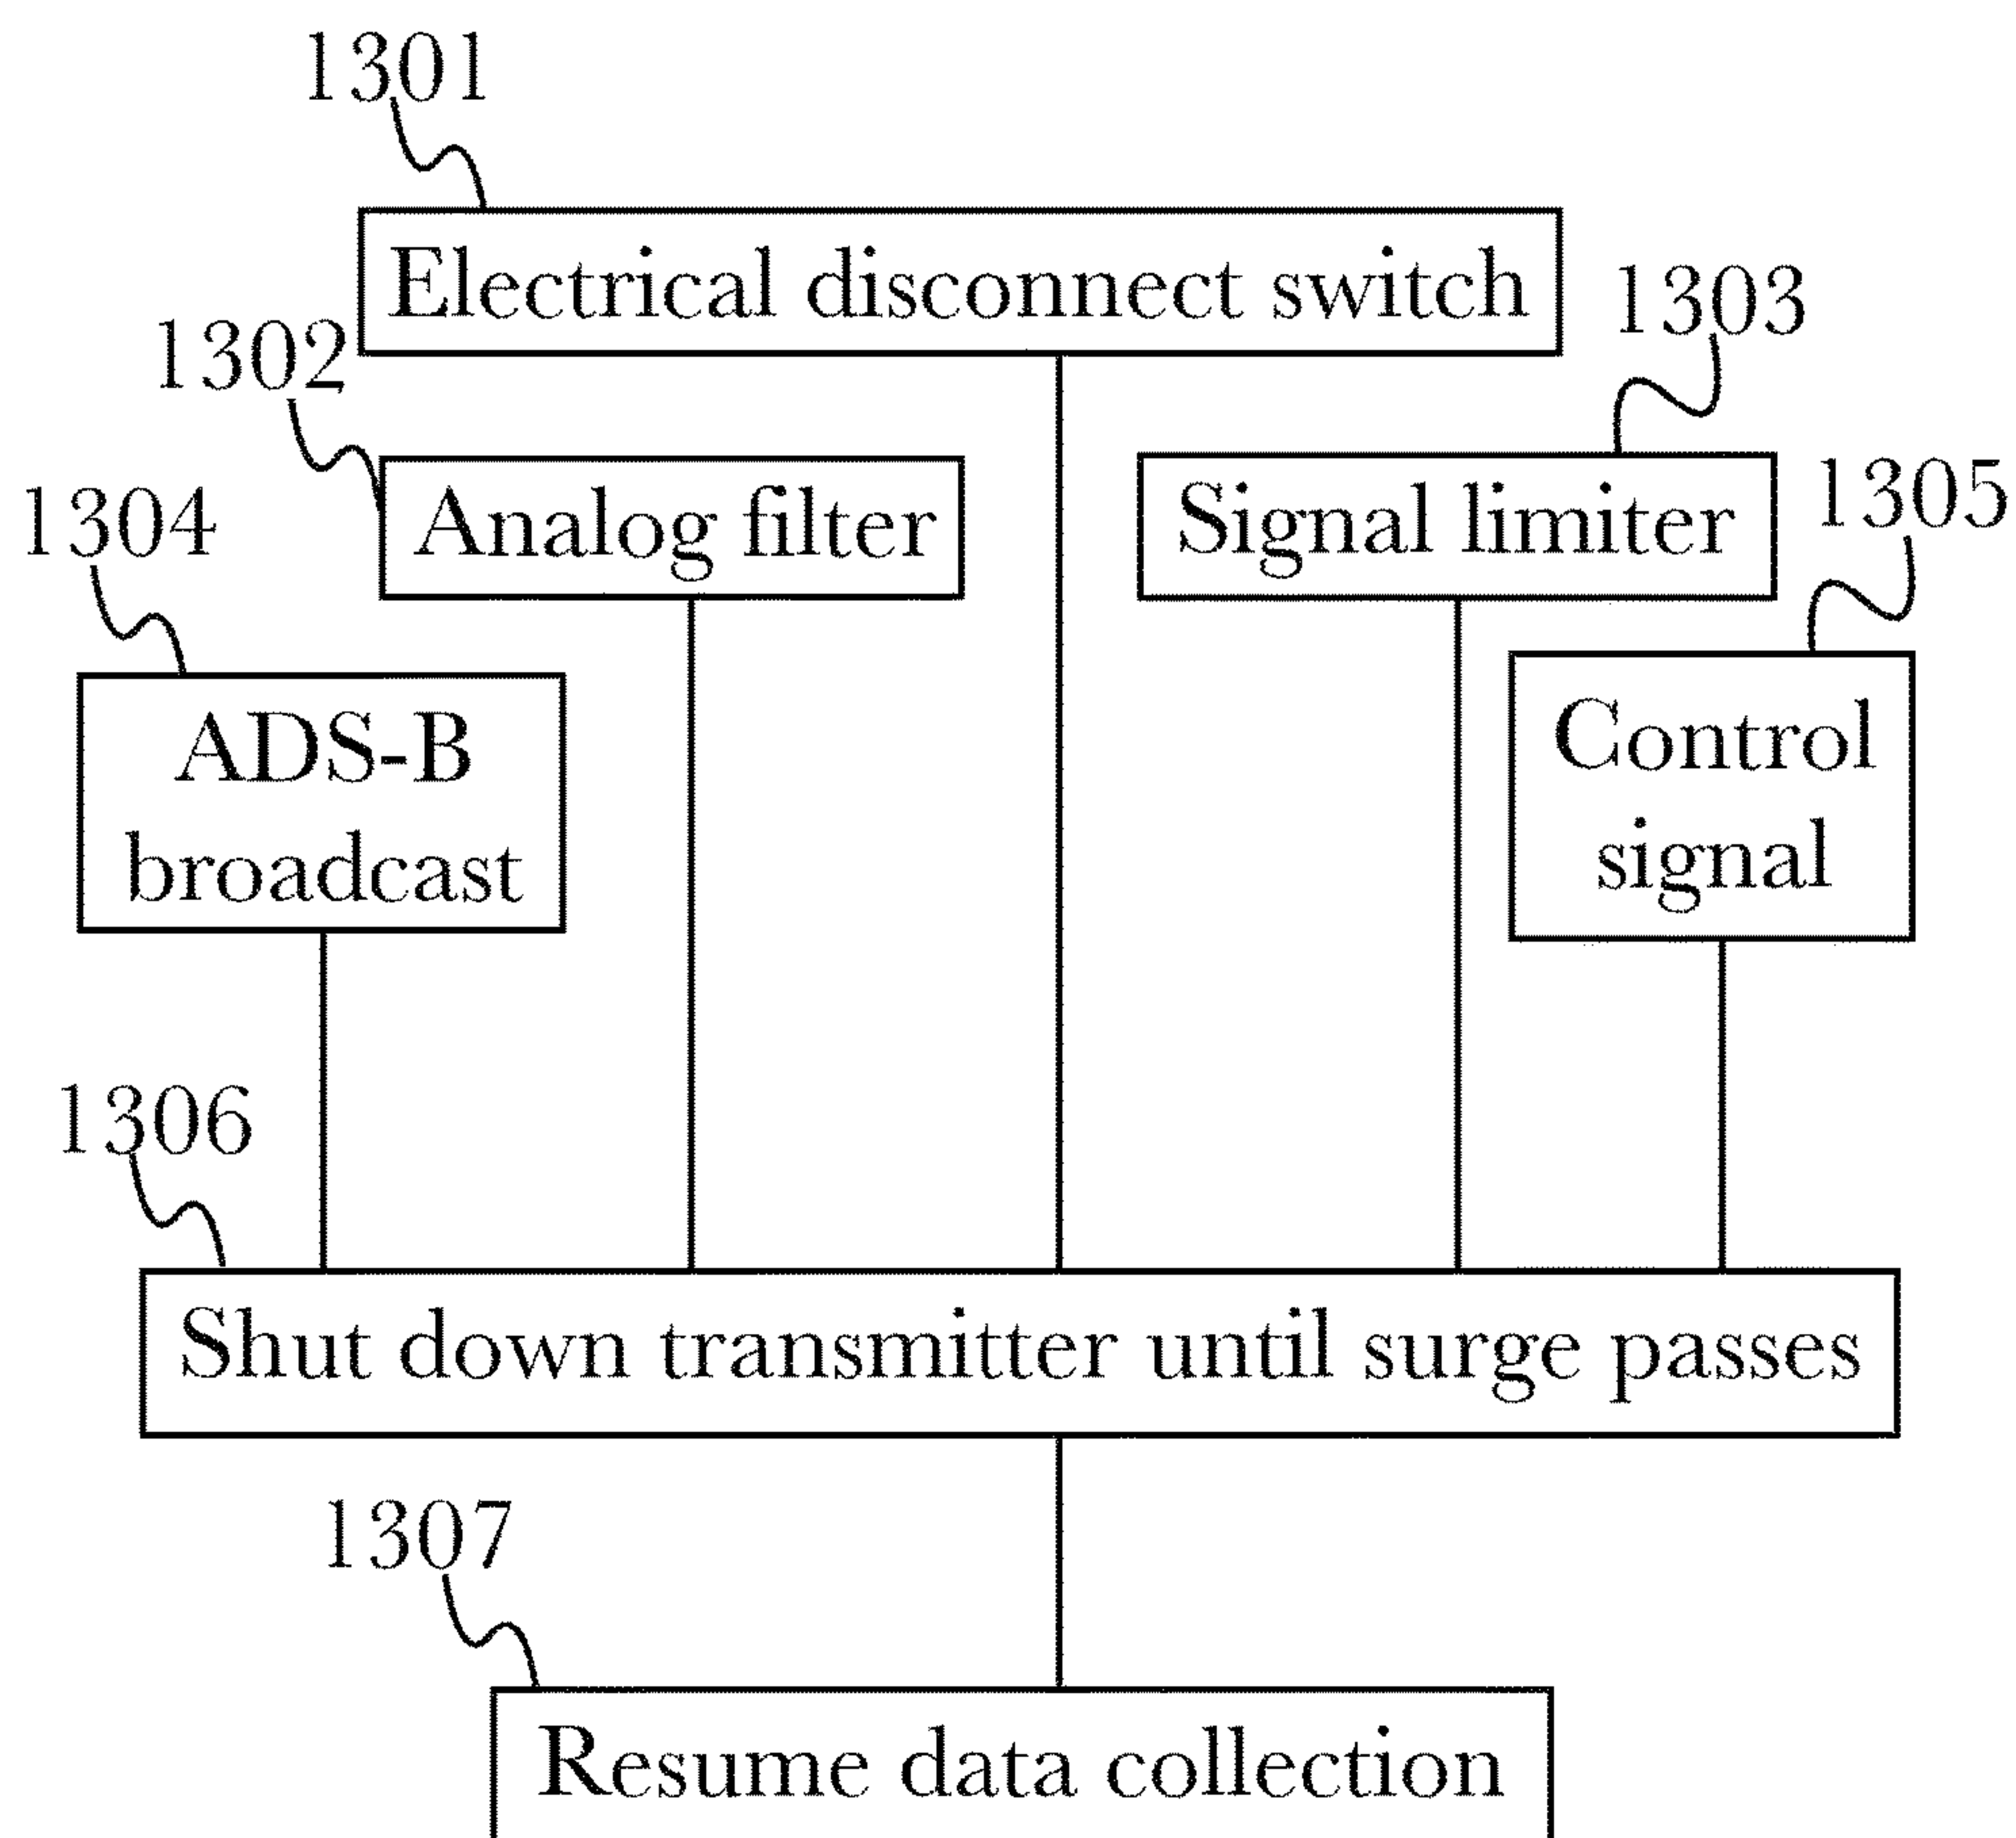 1301
Electrical disconnect switch
1303
1302
Analog filter
Signal limiter
1305
1304
ADS-B
broadcast
Control
signal
1306
Shut down transmitter until surge passes
1307
Resume data collection